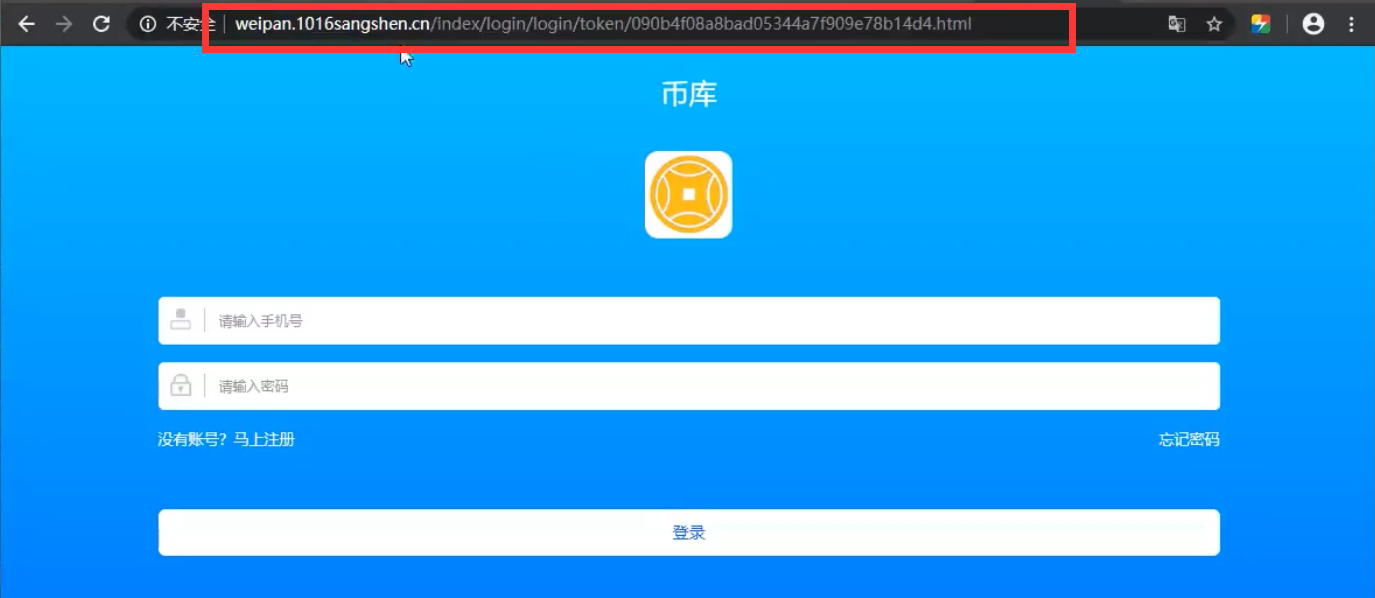 不安全 weipan.1016sangshen.cn/index/login/login/token/090b4f08a8bad05344a7f909e78b14d4.html
币库
请输入手机号
请输入密码
没有账号？马上注册 忘记密码
登录